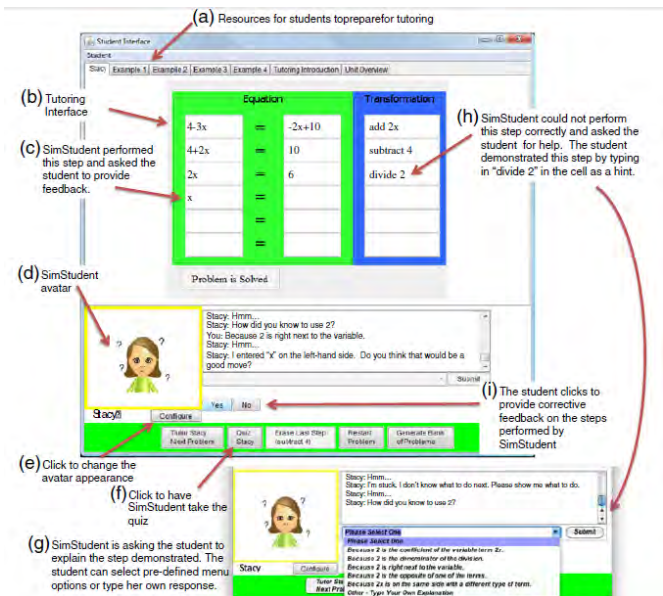 (a) Resources for students topreparefor tutoring
Student Interface
Student
Stacy Example 1 Example 2 Example 3 Example 4 Tutoring Introduction Unit Overview
(b) Tutoring
Interface
Equation
Transformation
4-3x = -2x+10 add 2x
4+2x = 10 subtract 4
2x = 6 divide 2
x =
=
=
(c) SimStudent performed
this step and asked the
student to provide
feedback.
(h) SimStudent could not perform
this step correctly and asked the
student for help. The student
demonstrated this step by typing
in “divide 2” in the cell as a hint.
Problem is Solved
(d) SimStudent
avatar
Stacy: Hmm...
Stacy: How did you know to use 2?
You: Because 2 is right next to the variable.
Stacy: Hmm...
Stacy: I entered "x" on the left-hand side. Do you think that would be a
good move?
Submit
Yes No
Stacy
Configure
Tutor Stacy
Next Problem
Quiz
Stacy
Erase Last Step:
(subtract 4)
Restart
Problem
Generate Bank
of Problems
(i) The student clicks to
provide corrective
feedback on the steps
performed by
SimStudent
(e) Click to change the
avatar appearance
(f) Click to have
SimStudent take the
quiz
(g) SimStudent is asking the student to
explain the step demonstrated. The
student can select pre-defined menu
options or type her own response.
Stacy: Hmm...
Stacy: I'm stuck. I don't know what to do next. Please show me what to do.
Stacy: Hmm...
Stacy: How did you know to use 2?
Please Select One
Submit
Please Select One
Because 2 is the coefficient of the variable term 2x.
Because 2 is the denominator of the division.
Because 2 is right next to the variable.
Because 2 is the opposite of one of the terms.
Because 2x is on the same side with a different type of term.
Other - Type Your Own Explanation
Stacy
Configure
Tutor
Next